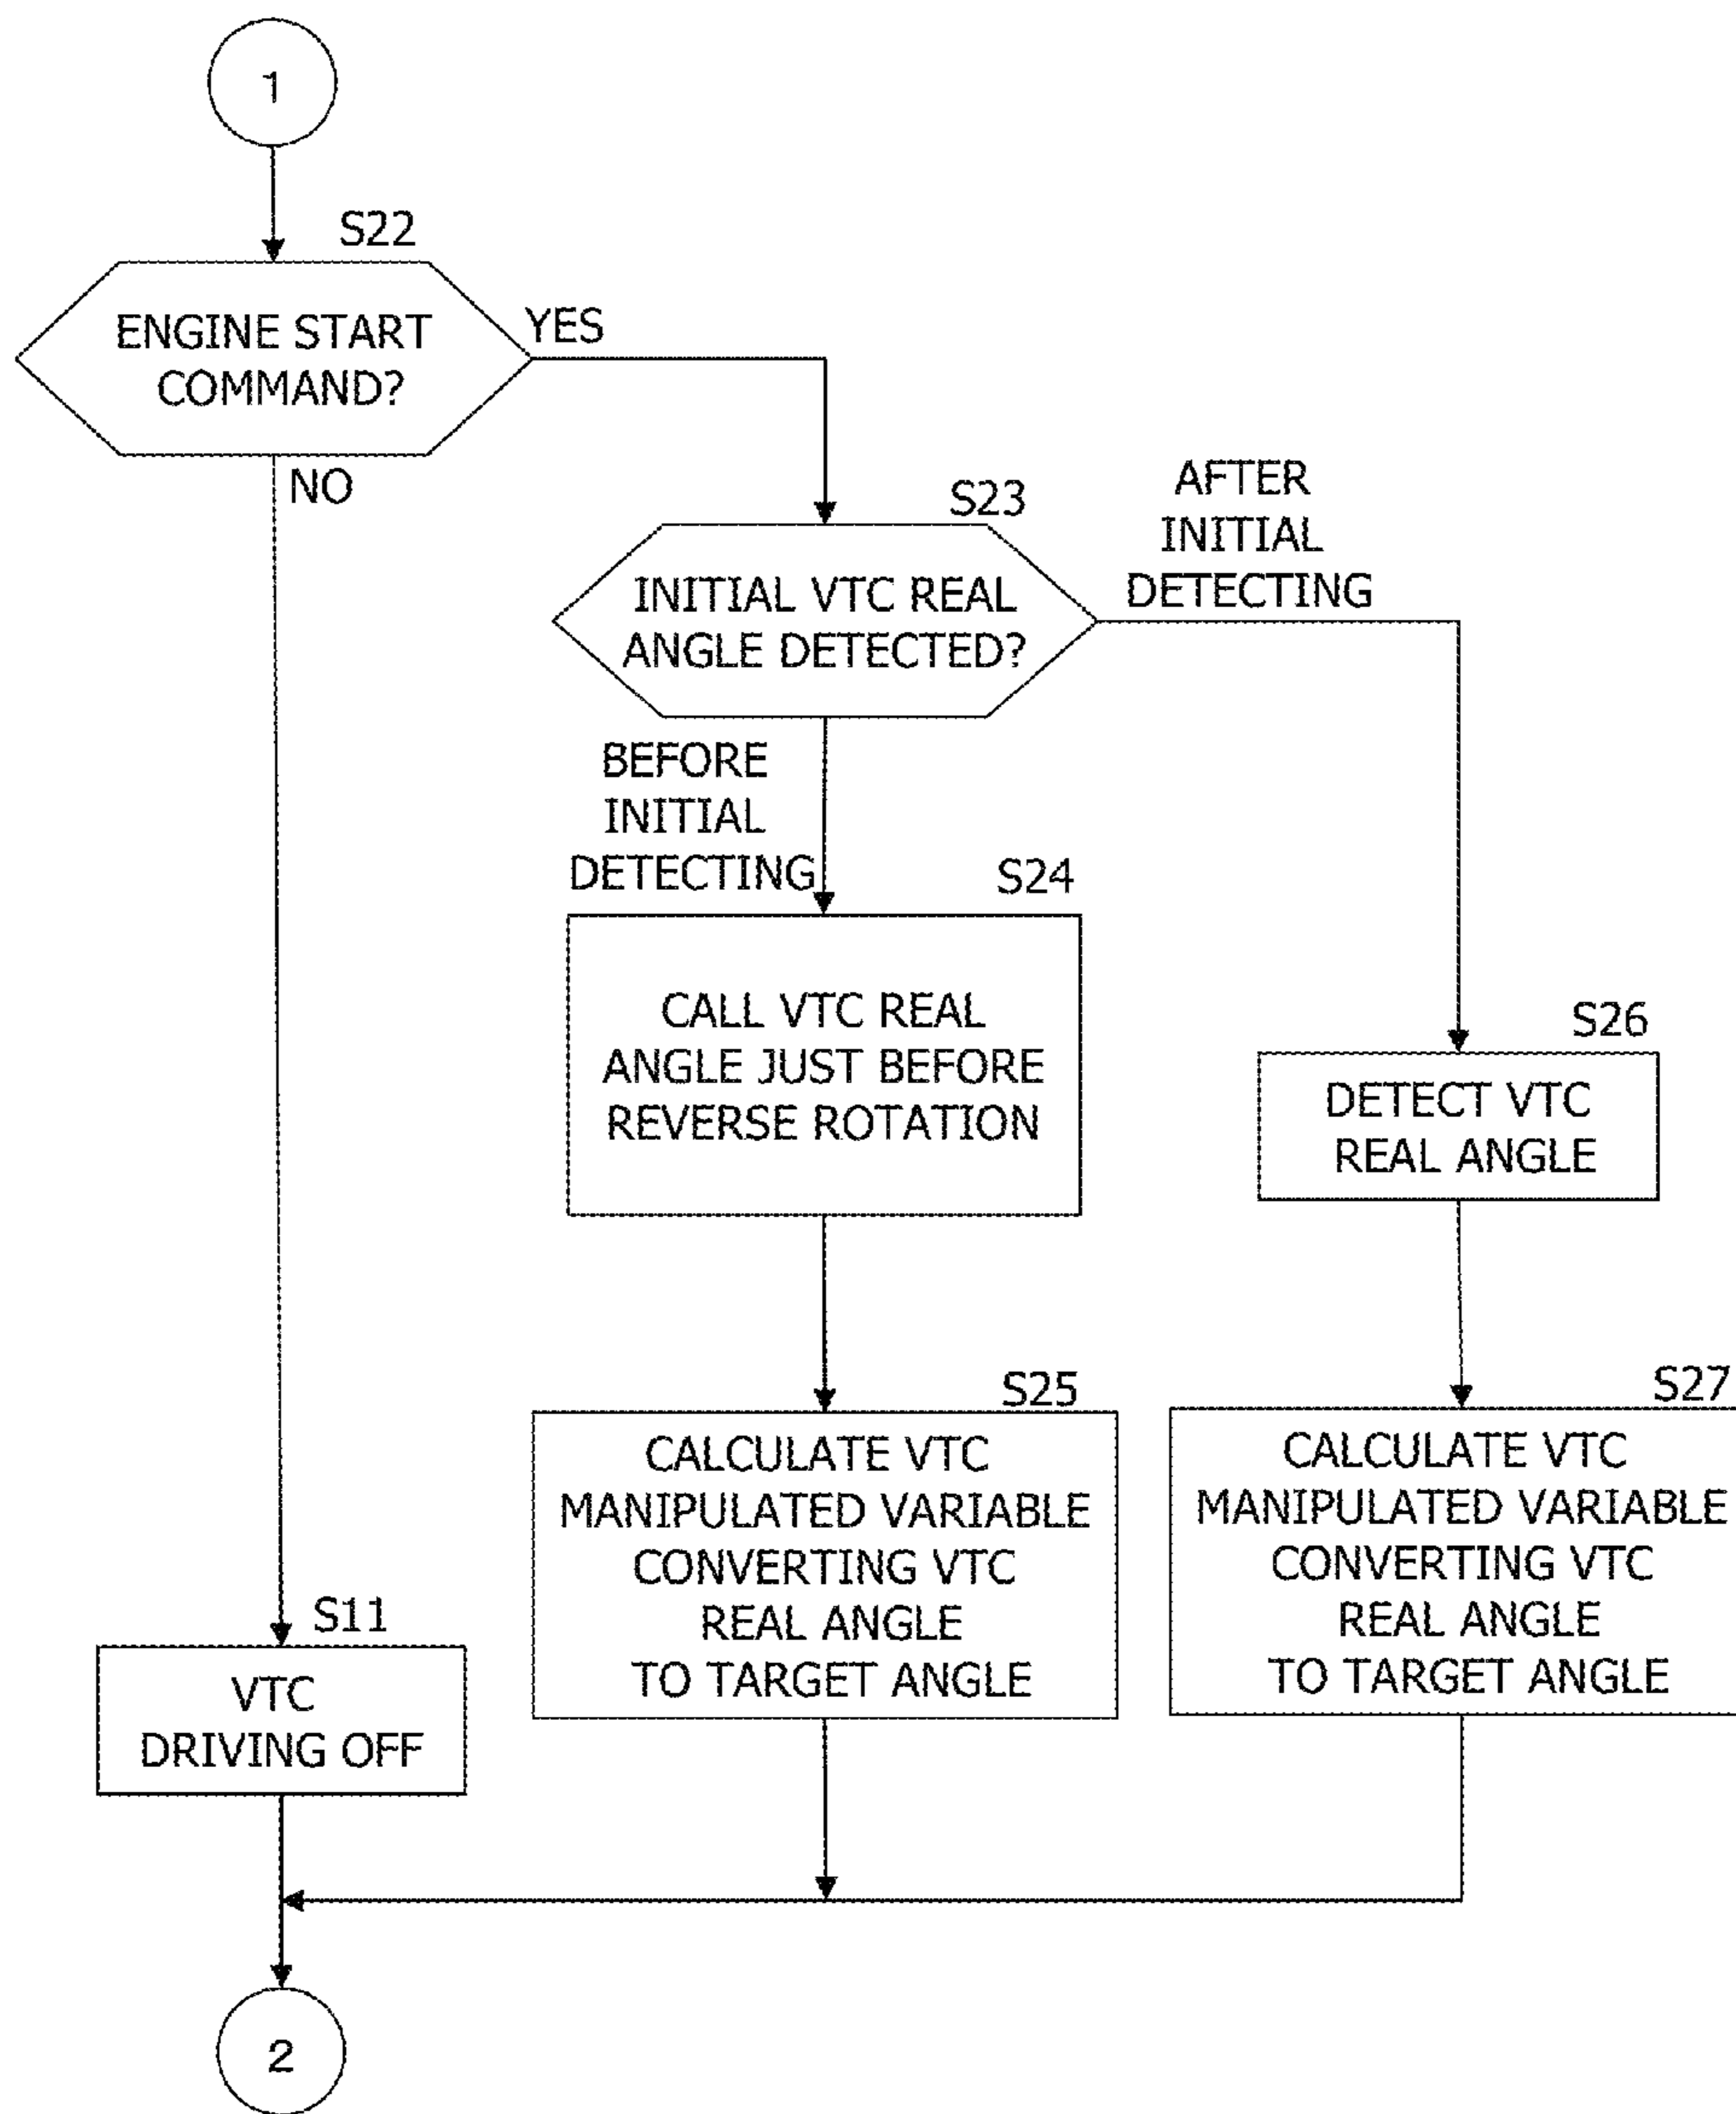 1
S22
ENGINE START
COMMAND?
YES
NO
S23
AFTER
INITIAL
DETECTING
INITIAL VTC REAL
ANGLE DETECTED?
BEFORE
INITIAL
DETECTING
S24
CALL VTC REAL
ANGLE JUST BEFORE
REVERSE ROTATION
S26
DETECT VTC
REAL ANGLE
S25
CALCULATE VTC
MANIPULATED VARIABLE
CONVERTING VTC
REAL ANGLE
TO TARGET ANGLE
S27
CALCULATE VTC
MANIPULATED VARIABLE
CONVERTING VTC
REAL ANGLE
TO TARGET ANGLE
S11
VTC
DRIVING OFF
2